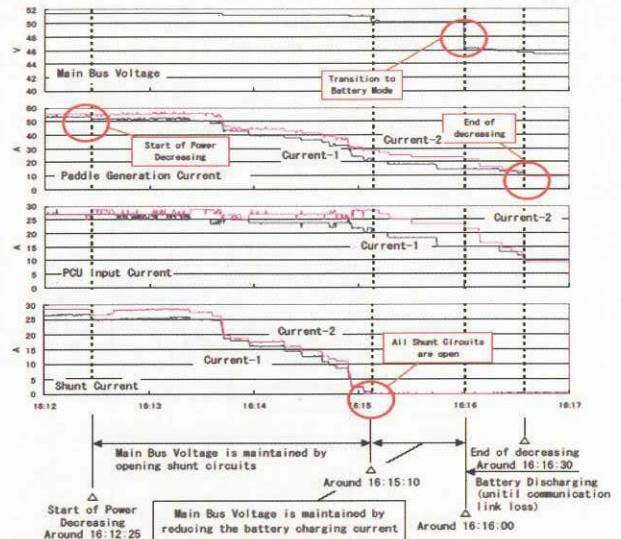 52
50
48
46
44
42
40
V
Main Bus Voltage
Transition to
Battery Mode
60
50
40
30
20
10
0
A
Start of Power
Decreasing
End of
decreasing
Current-2
Current-1
Paddle Generation Current
30
25
20
15
10
5
0
A
Current-2
Current-1
PCU Input Current
30
25
20
15
10
5
0
A
Current-2
Current-1
All Shunt Circuits
are open
Shunt Current
16:12 16:13 16:14 16:15 16:16 16:17
Main Bus Voltage is maintained by
opening shunt circuits
End of decreasing
Around 16:16:30
Around 16:15:10
Battery Discharging
(unitil communication
link loss)
Start of Power
Decreasing
Around 16:12:25
Main Bus Voltage is maintained by
reducing the battery charging current
Around 16:16:00